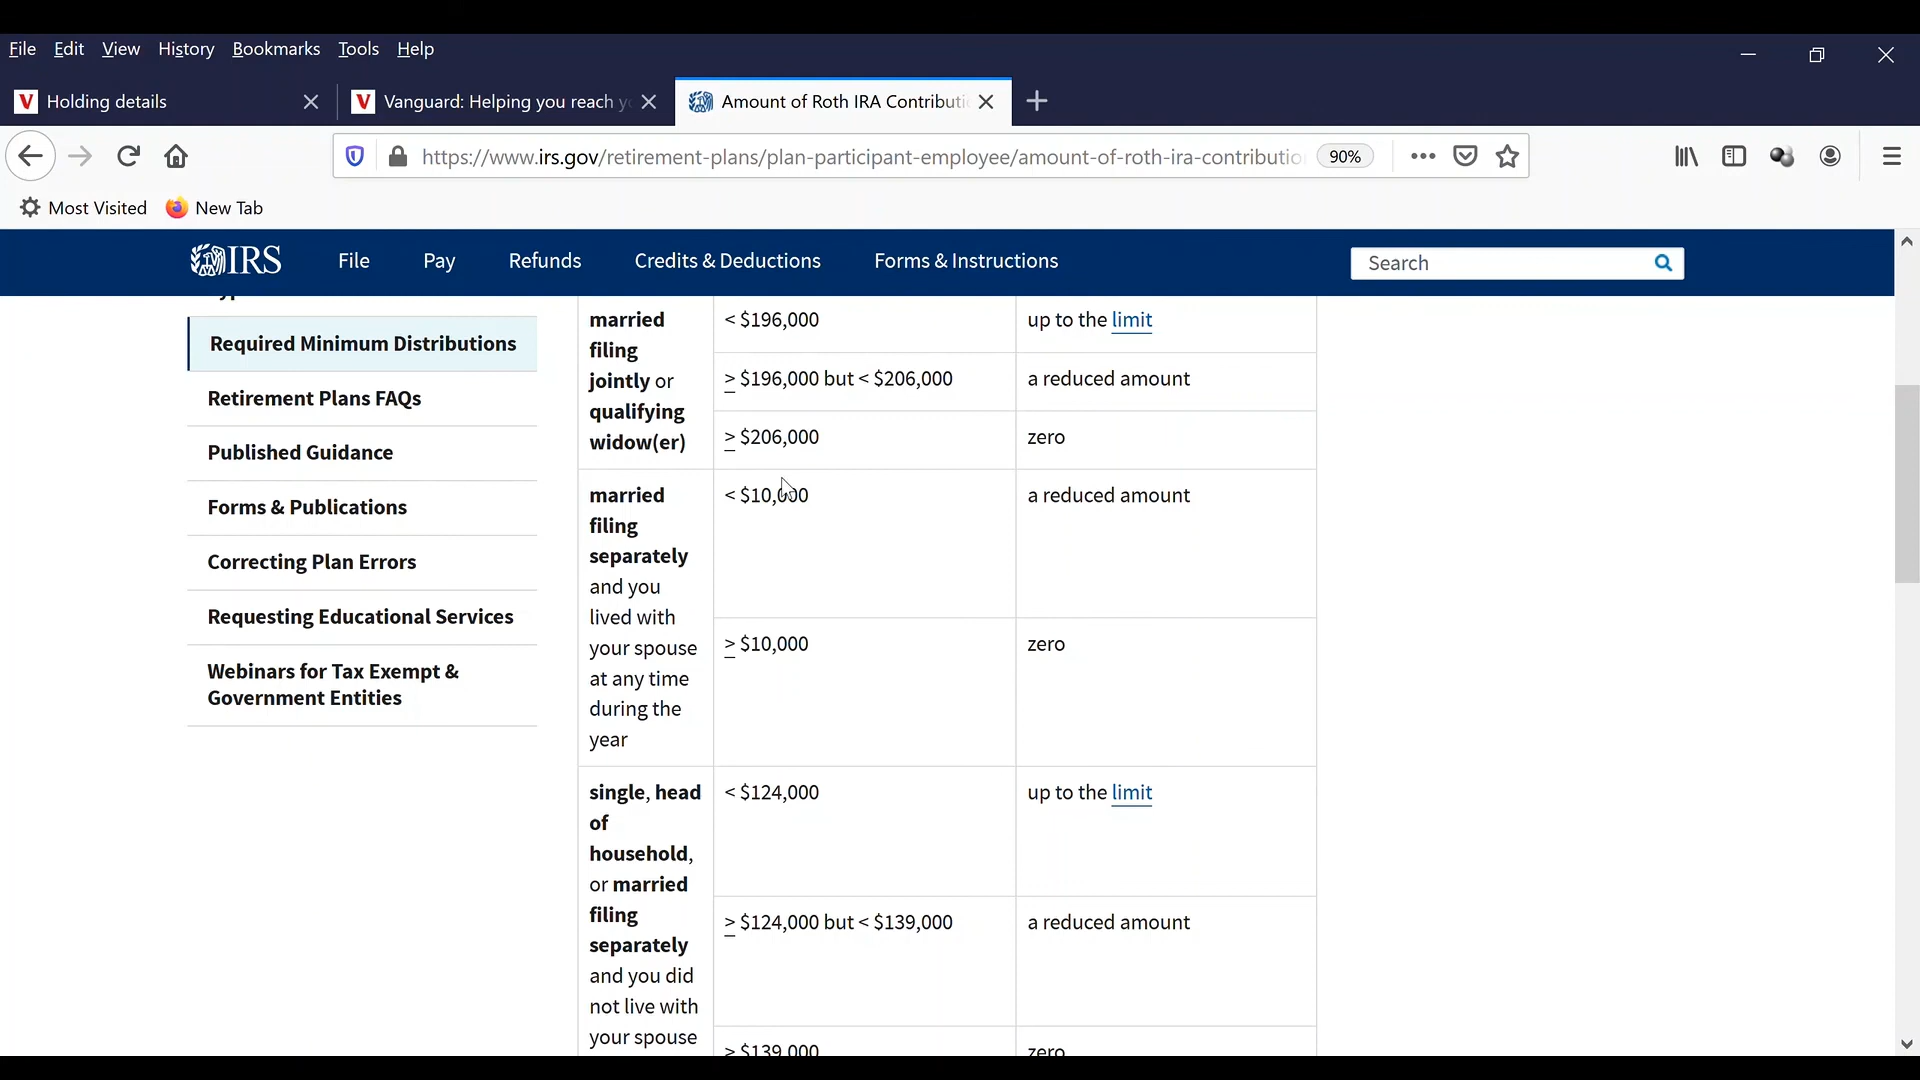 File Edit View History Bookmarks Tools Help
Holding details
Vanguard: Helping you reach yo
Amount of Roth IRA Contributi
https://www.irs.gov/retirement-plans/plan-participant-employee/amount-of-roth-ira-contributio
90%
Most Visited
New Tab
IRS
File
Pay
Refunds
Credits & Deductions
Forms & Instructions
Search
Required Minimum Distributions
Retirement Plans FAQs
Published Guidance
Forms & Publications
Correcting Plan Errors
Requesting Educational Services
Webinars for Tax Exempt &
Government Entities
married
filing
jointly or
qualifying
widow(er)
< $196,000
up to the limit
≥ $196,000 but < $206,000
a reduced amount
≥ $206,000
zero
married
filing
separately
and you
lived with
your spouse
at any time
during the
year
< $10,000
a reduced amount
≥ $10,000
zero
single, head
of
household,
or married
filing
separately
and you did
not live with
your spouse
< $124,000
up to the limit
≥ $124,000 but < $139,000
a reduced amount
≥ $139,000
zero